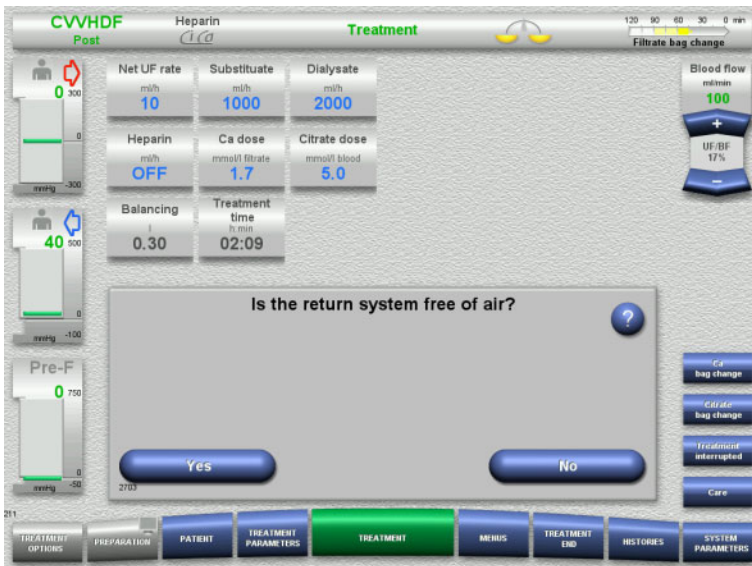 CVVHDF
Post
Heparin
CiCa
Treatment
120 90 60 30 0 min
Filtrate bag change
0 300
0
mmHg -300
40 500
0
mmHg -100
Pre-F
0 750
0
mmHg -50
Net UF rate
ml/h
10
Substituate
ml/h
1000
Dialysate
ml/h
2000
Heparin
ml/h
OFF
Ca dose
mmol/l filtrate
1.7
Citrate dose
mmol/l blood
5.0
Balancing
l
0.30
Treatment
time
h:min
02:09
Blood flow
ml/min
100
+
UF/BF
17%
−
Is the return system free of air?
?
Yes
No
2703
Ca
bag change
Citrate
bag change
Treatment
interrupted
Care
211
TREATMENT
OPTIONS
PREPARATION
PATIENT
TREATMENT
PARAMETERS
TREATMENT
MENUS
TREATMENT
END
HISTORIES
SYSTEM
PARAMETERS